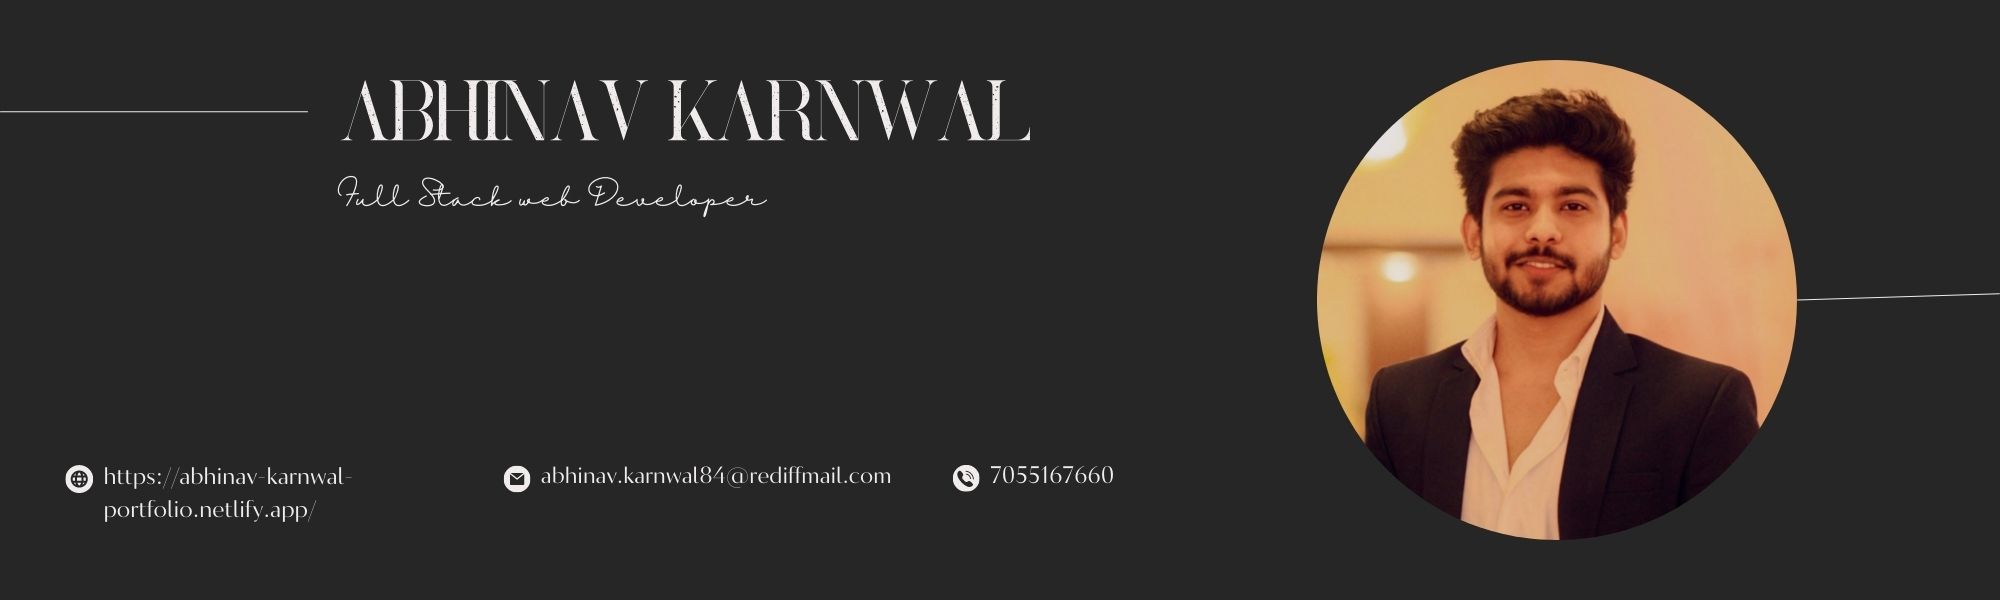 ABHINAV KARNWAL
Full Stack web Developer
https://abhinav-karnwal-
portfolio.netlify.app/
abhinav.karnwal84@rediffmail.com
7055167660